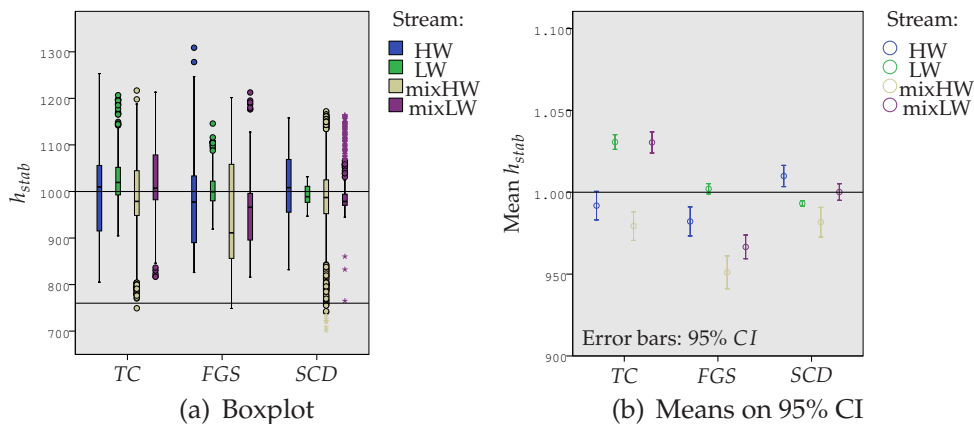 Stream:
HW
LW
mixHW
mixLW
1300
1200
1100
1000
900
800
700
h_stab
TC
FGS
SCD
(a) Boxplot
Stream:
HW
LW
mixHW
mixLW
1.100
1.050
1.000
950
900
Mean h_stab
Error bars: 95% CI
TC
FGS
SCD
(b) Means on 95% CI